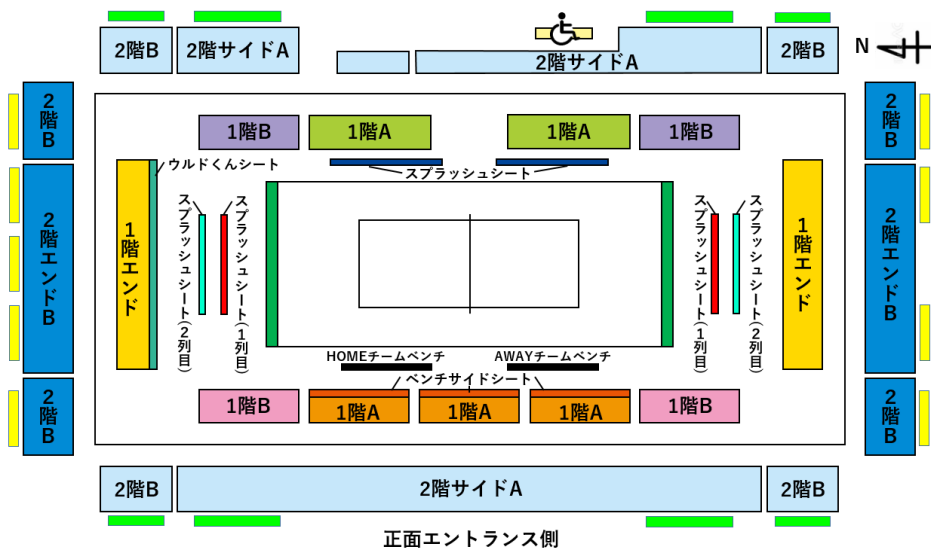 2階B
2階サイドA
2階サイドA
2階B
N
2階B
2階B
1階B
1階A
1階A
1階B
ウルドくんシート
スプラッシュシート
1階エンド
スプラッシュシート(2列目)
スプラッシュシート(1列目)
スプラッシュシート(1列目)
スプラッシュシート(2列目)
1階エンド
2階エンドB
2階エンドB
HOMEチームベンチ
AWAYチームベンチ
ベンチサイドシート
1階B
1階A
1階A
1階A
1階B
2階B
2階B
2階B
2階サイドA
2階B
正面エントランス側